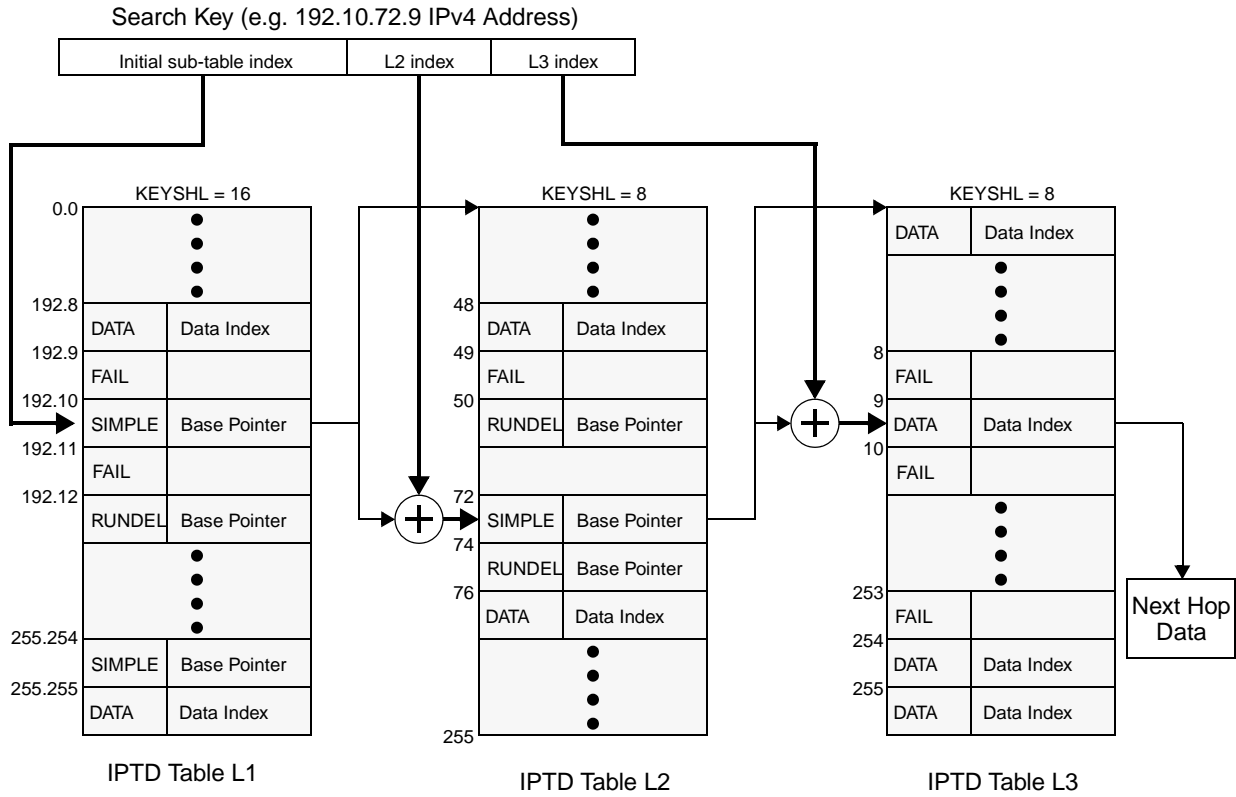 Search Key (e.g. 192.10.72.9 IPv4 Address)
Initial sub-table index L2 index L3 index
KEYSHL = 16
0.0
192.8
DATA Data Index
192.9
FAIL
192.10
SIMPLE Base Pointer
192.11
FAIL
192.12
RUNDEL Base Pointer
255.254
SIMPLE Base Pointer
255.255
DATA Data Index
IPTD Table L1
KEYSHL = 8
48
DATA Data Index
49
FAIL
50
RUNDEL Base Pointer
72
SIMPLE Base Pointer
74
RUNDEL Base Pointer
76
DATA Data Index
255
IPTD Table L2
KEYSHL = 8
DATA Data Index
8
FAIL
9
DATA Data Index
10
FAIL
253
FAIL
254
DATA Data Index
255
DATA Data Index
IPTD Table L3
Next Hop
Data